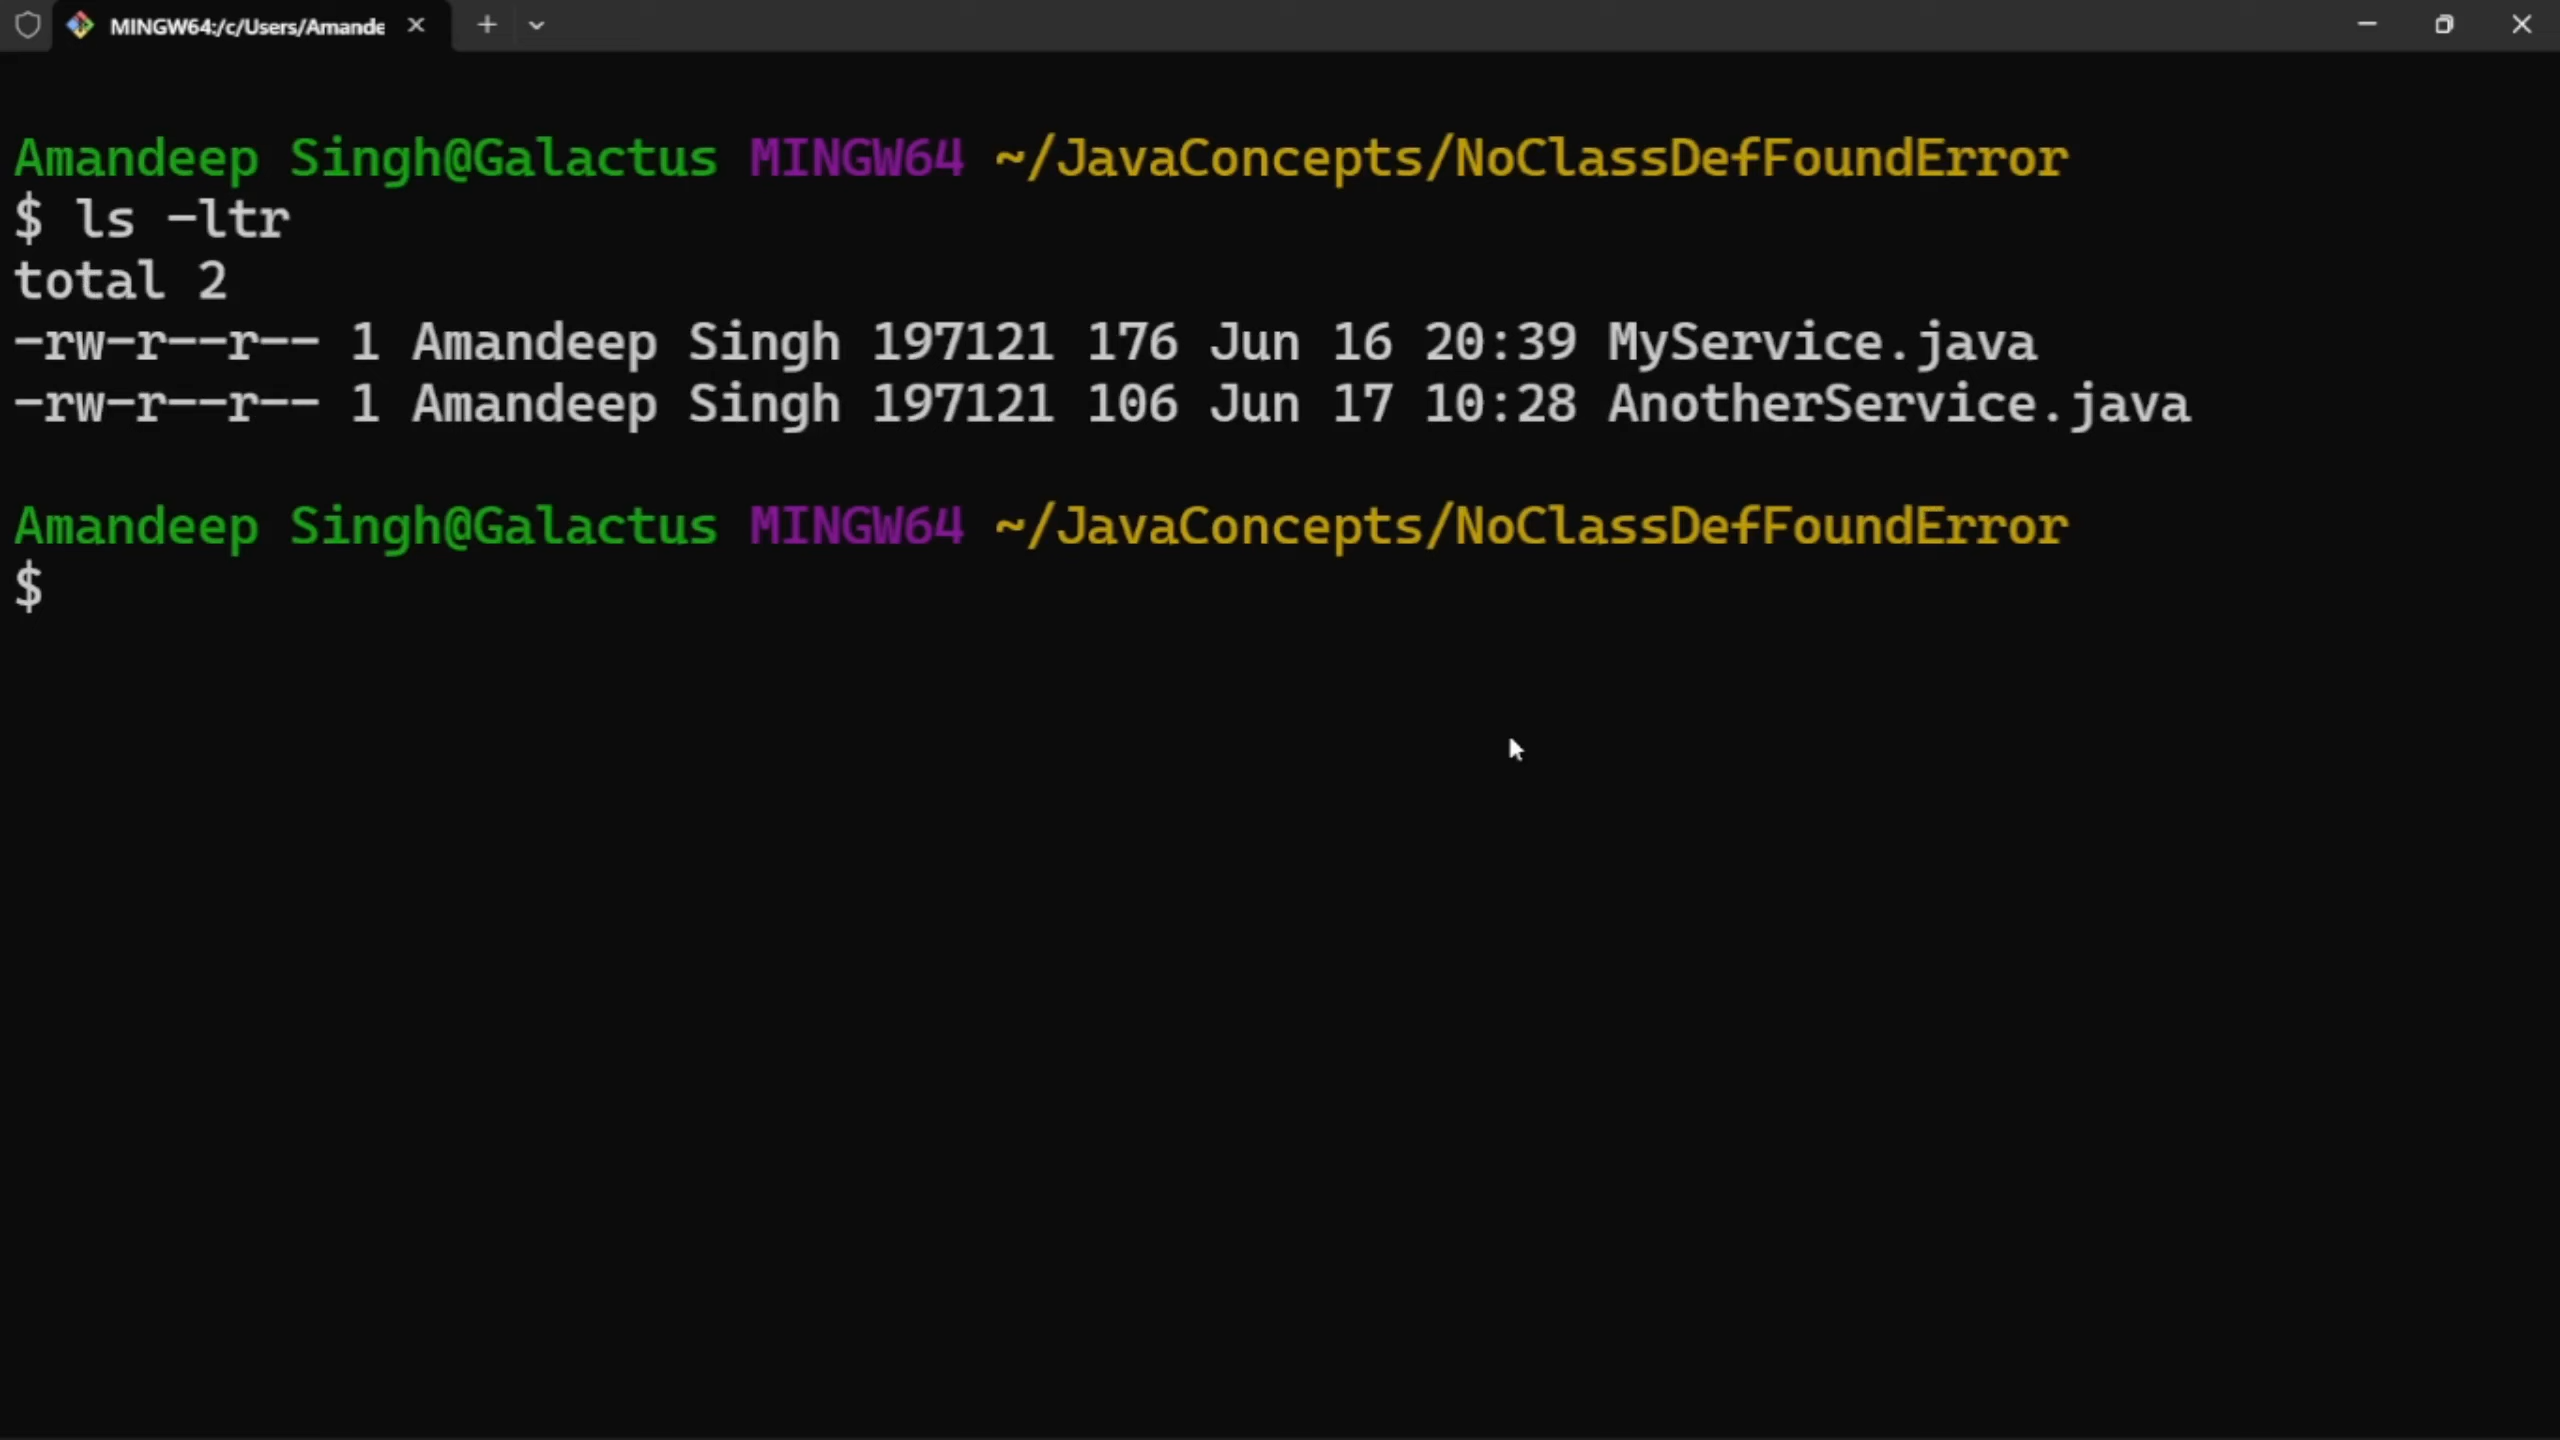 MINGW64:/c/Users/Amande
Amandeep Singh@Galactus MINGW64 ~/JavaConcepts/NoClassDefFoundError
$ ls -ltr
total 2
-rw-r--r-- 1 Amandeep Singh 197121 176 Jun 16 20:39 MyService.java
-rw-r--r-- 1 Amandeep Singh 197121 106 Jun 17 10:28 AnotherService.java
Amandeep Singh@Galactus MINGW64 ~/JavaConcepts/NoClassDefFoundError
$